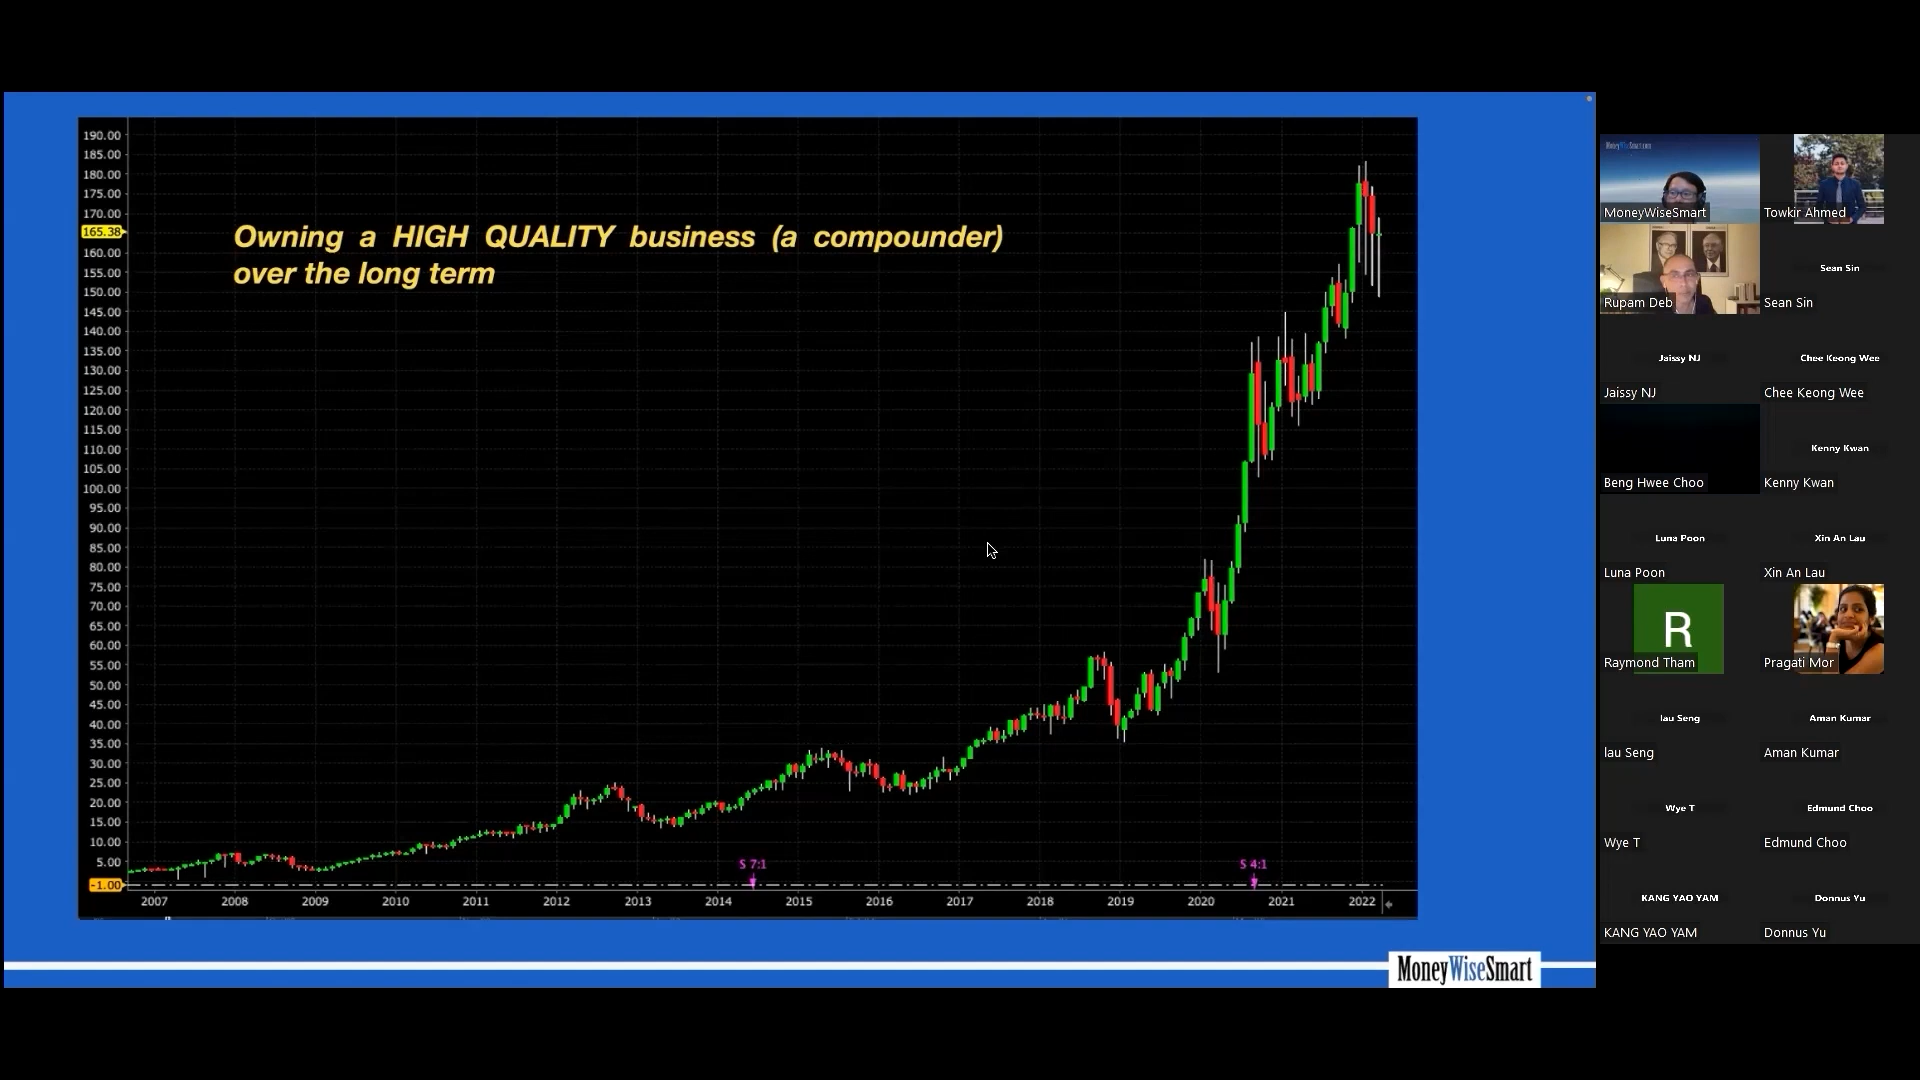 190.00
185.00
180.00
175.00
170.00
165.38
160.00
155.00
150.00
145.00
140.00
135.00
130.00
125.00
120.00
115.00
110.00
105.00
100.00
95.00
90.00
85.00
80.00
75.00
70.00
65.00
60.00
55.00
50.00
45.00
40.00
35.00
30.00
25.00
20.00
15.00
10.00
5.00
-1.00
Owning a HIGH QUALITY business (a compounder)
over the long term
S 7:1
S 4:1
2007 2008 2009 2010 2011 2012 2013 2014 2015 2016 2017 2018 2019 2020 2021 2022
MoneyWiseSmart
MoneyWiseSmart.com
MoneyWiseSmart
Towkir Ahmed
Rupam Deb
Sean Sin
Sean Sin
Jaissy NJ
Jaissy NJ
Chee Keong Wee
Chee Keong Wee
Beng Hwee Choo
Kenny Kwan
Kenny Kwan
Luna Poon
Luna Poon
Xin An Lau
Xin An Lau
R
Raymond Tham
Pragati Mor
lau Seng
lau Seng
Aman Kumar
Aman Kumar
Wye T
Wye T
Edmund Choo
Edmund Choo
KANG YAO YAM
KANG YAO YAM
Donnus Yu
Donnus Yu